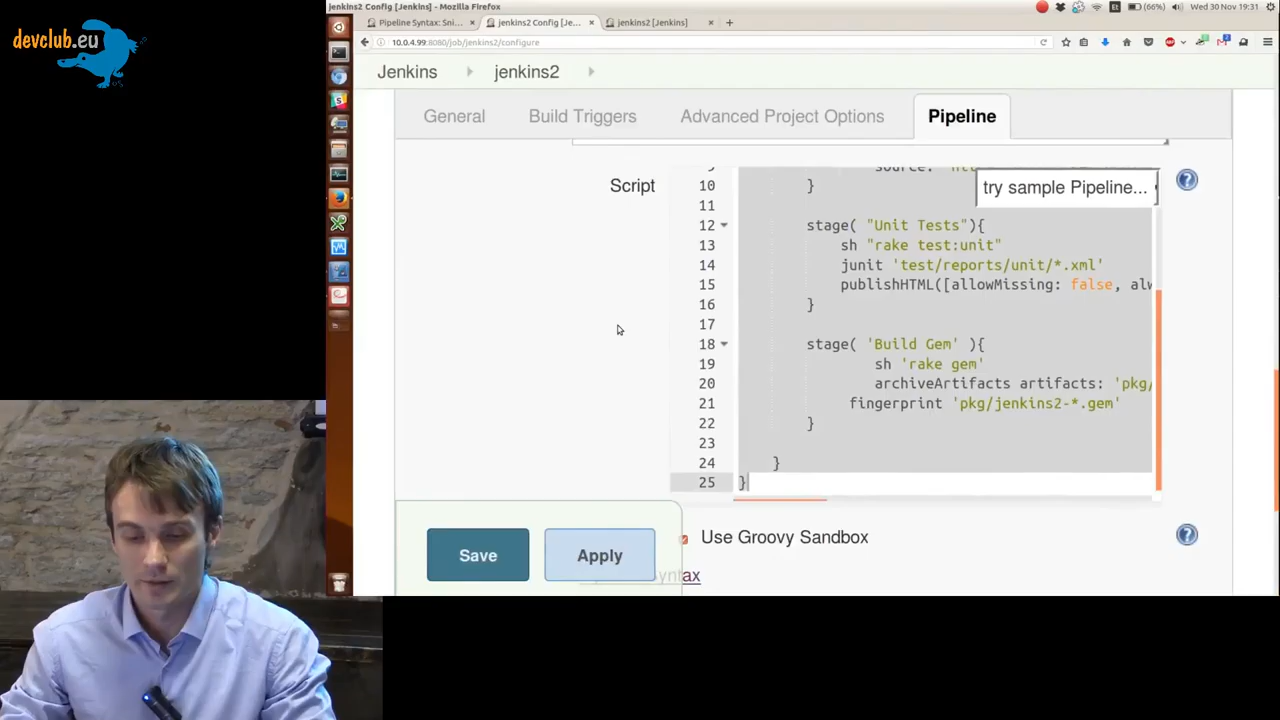 devclub.eu
jenkins2 Config [Jenkins] - Mozilla Firefox
(66%)
Wed 30 Nov 19:31
Pipeline Syntax: Sni...
jenkins2 Config [Je...
jenkins2 [Jenkins]
10.0.4.99:8080/job/jenkins2/configure
Jenkins
jenkins2
General
Build Triggers
Advanced Project Options
Pipeline
Script
try sample Pipeline...
10 }
11
12 stage( "Unit Tests"){
13 sh "rake test:unit"
14 junit 'test/reports/unit/*.xml'
15 publishHTML([allowMissing: false, alw
16 }
17
18 stage( 'Build Gem' ){
19 sh 'rake gem'
20 archiveArtifacts artifacts: 'pkg/
21 fingerprint 'pkg/jenkins2-*.gem'
22 }
23
24 }
25 }
Use Groovy Sandbox
Save
Apply